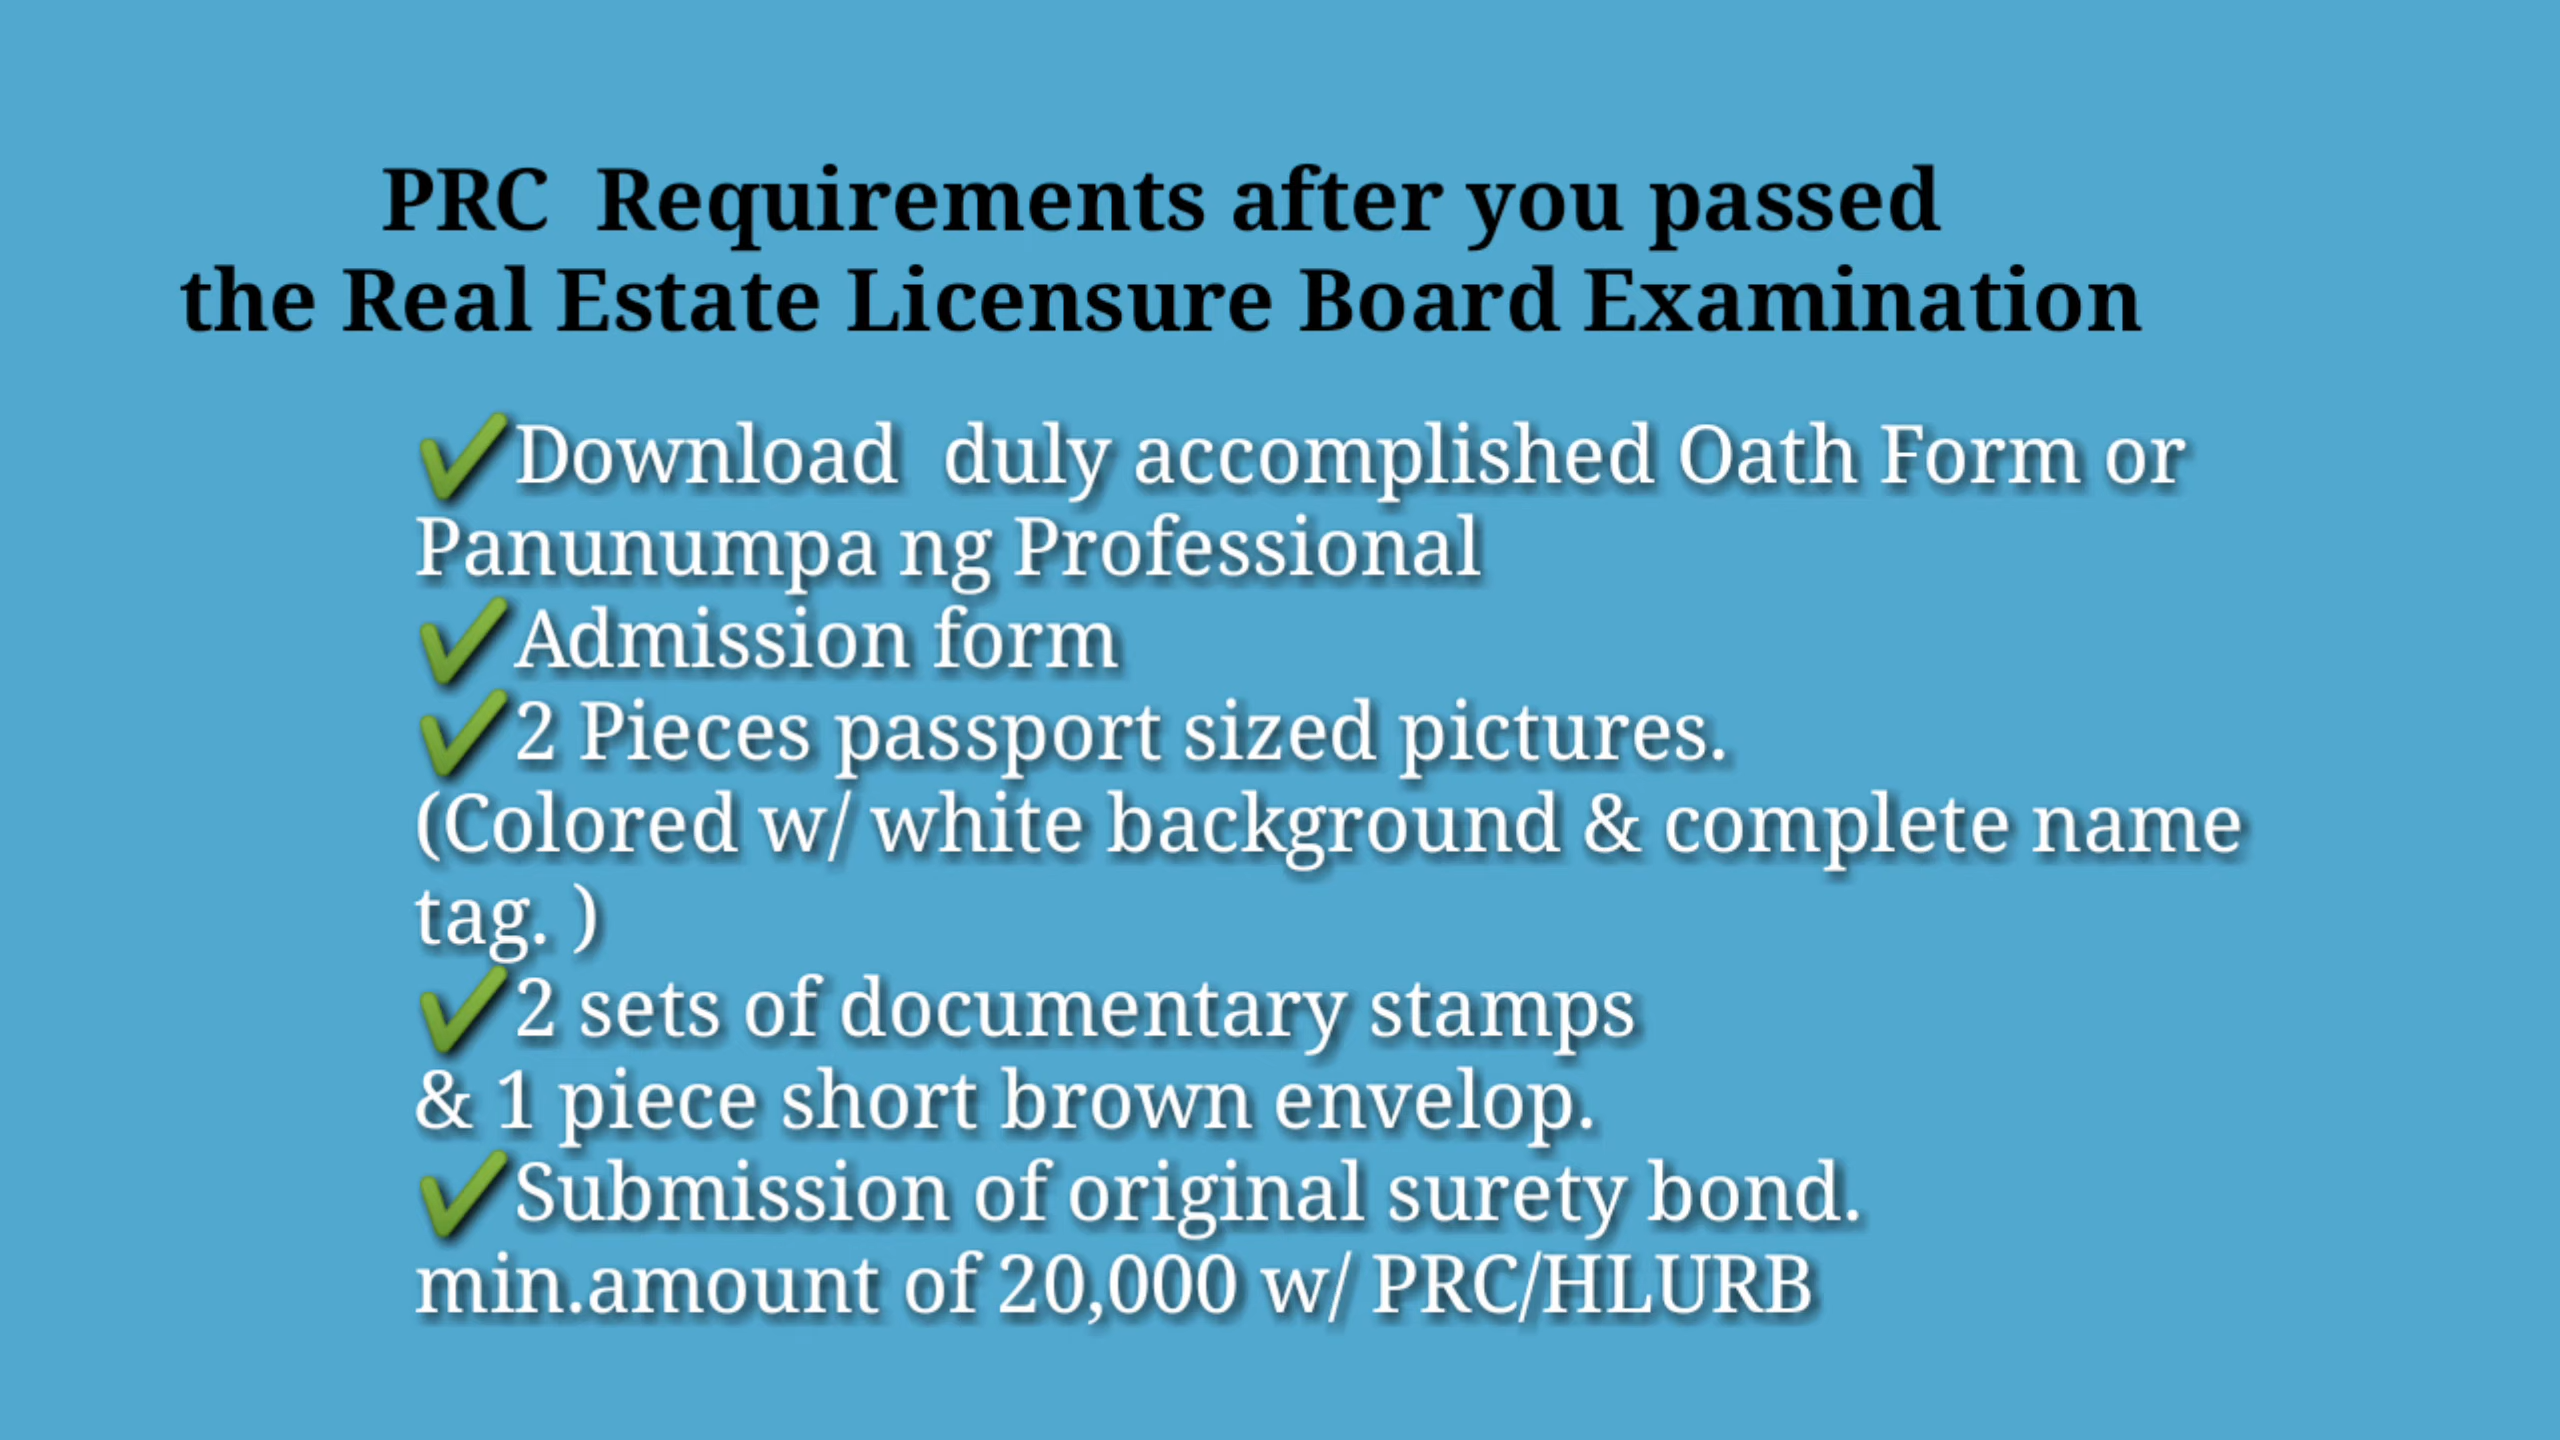 PRC  Requirements after you passed
the Real Estate Licensure Board Examination
✔Download  duly accomplished Oath Form or
Panunumpa ng Professional
✔Admission form
✔2 Pieces passport sized pictures.
(Colored w/ white background & complete name
tag. )
✔2 sets of documentary stamps
& 1 piece short brown envelop.
✔Submission of original surety bond.
min.amount of 20,000 w/ PRC/HLURB